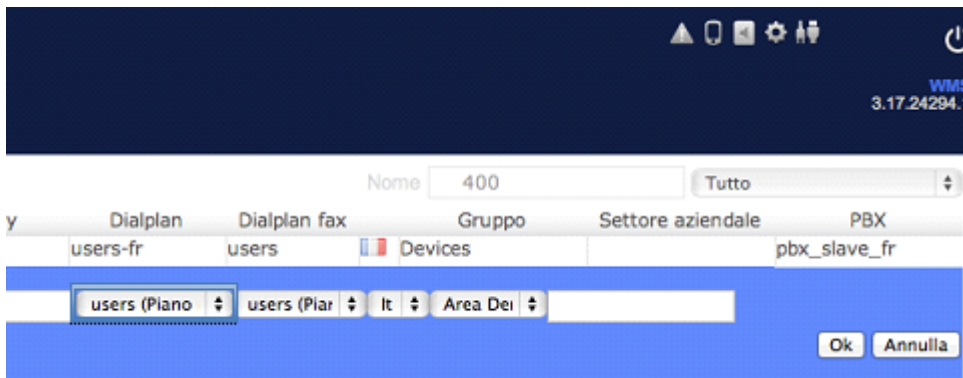 WMS
3.17.24294.
Nome 400 Tutto
y Dialplan Dialplan fax Gruppo Settore aziendale PBX
users-fr users Devices pbx_slave_fr
users (Piano users (Piar It Area Der
Ok Annulla